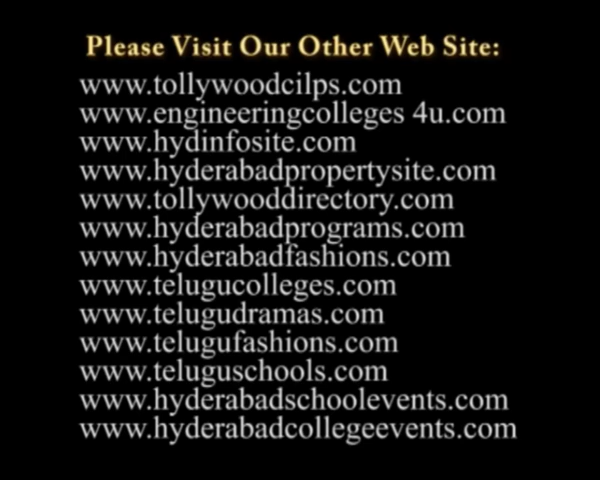 Please Visit Our Other Web Site:
www.tollywoodcilps.com
www.engineeringcolleges 4u.com
www.hydinfosite.com
www.hyderabadpropertysite.com
www.tollywooddirectory.com
www.hyderabadprograms.com
www.hyderabadfashions.com
www.telugucolleges.com
www.telugudramas.com
www.telugufashions.com
www.teluguschools.com
www.hyderabadschoolevents.com
www.hyderabadcollegeevents.com